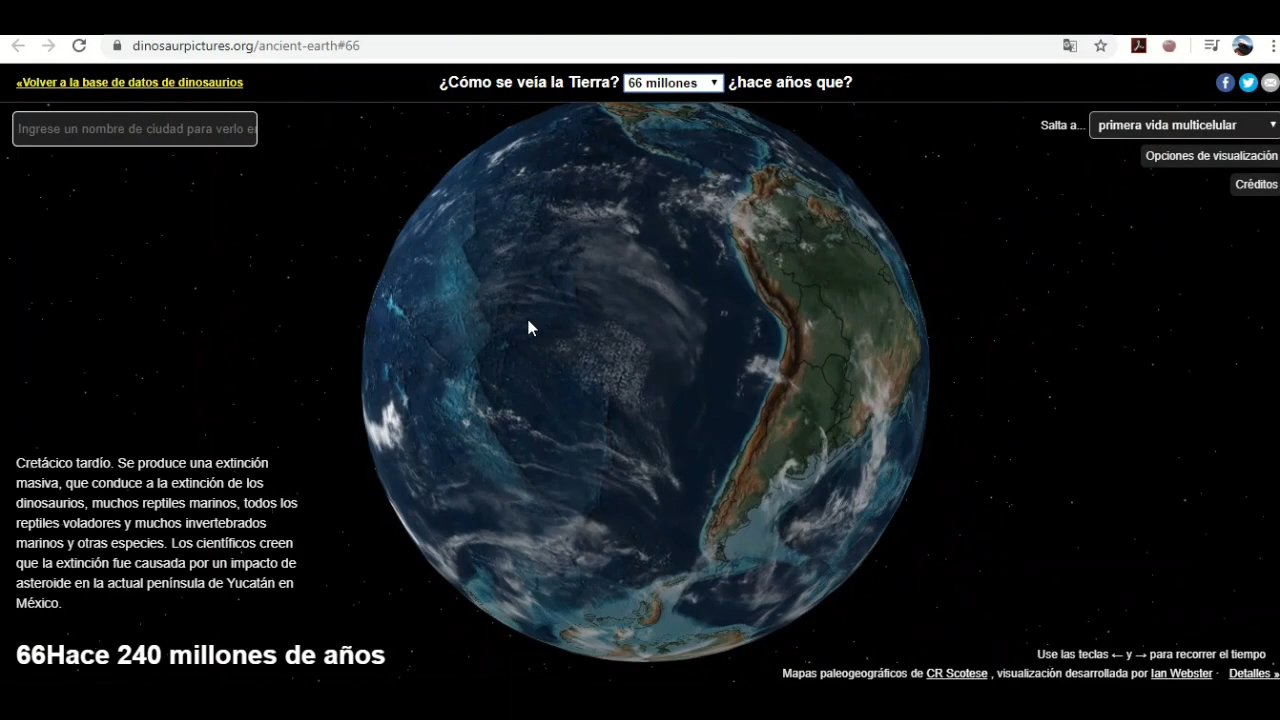 dinosaurpictures.org/ancient-earth#66
«Volver a la base de datos de dinosaurios
¿Cómo se veía la Tierra? 66 millones ¿hace años que?
Ingrese un nombre de ciudad para verlo
Salta a... primera vida multicelular
Opciones de visualización
Créditos
Cretácico tardío. Se produce una extinción
masiva, que conduce a la extinción de los
dinosaurios, muchos reptiles marinos, todos los
reptiles voladores y muchos invertebrados
marinos y otras especies. Los científicos creen
que la extinción fue causada por un impacto de
asteroide en la actual península de Yucatán en
México.
66Hace 240 millones de años
Use las teclas ← y → para recorrer el tiempo
Mapas paleogeográficos de CR Scotese , visualización desarrollada por Ian Webster · Detalles »